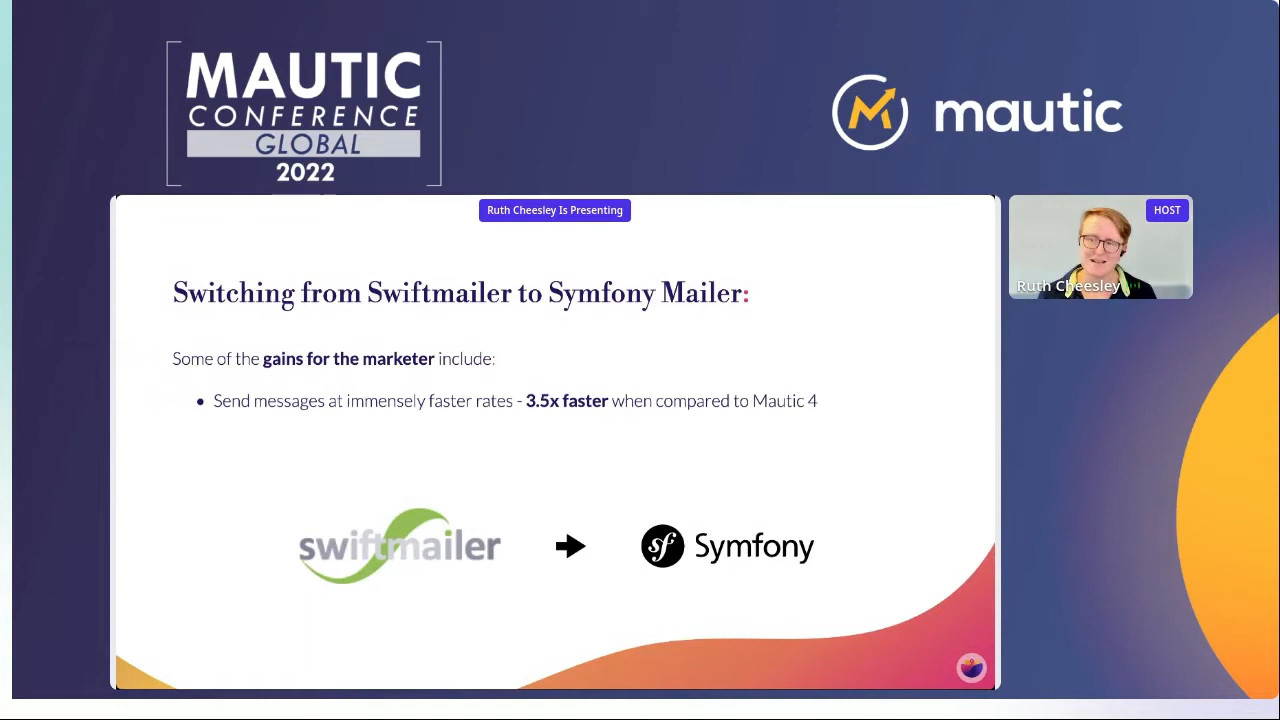 MAUTIC
CONFERENCE
GLOBAL
2022
mautic
Ruth Cheesley Is Presenting
HOST
Ruth Cheesley
Switching from Swiftmailer to Symfony Mailer:
Some of the gains for the marketer include:
• Send messages at immensely faster rates - 3.5x faster when compared to Mautic 4
swiftmailer
sf Symfony